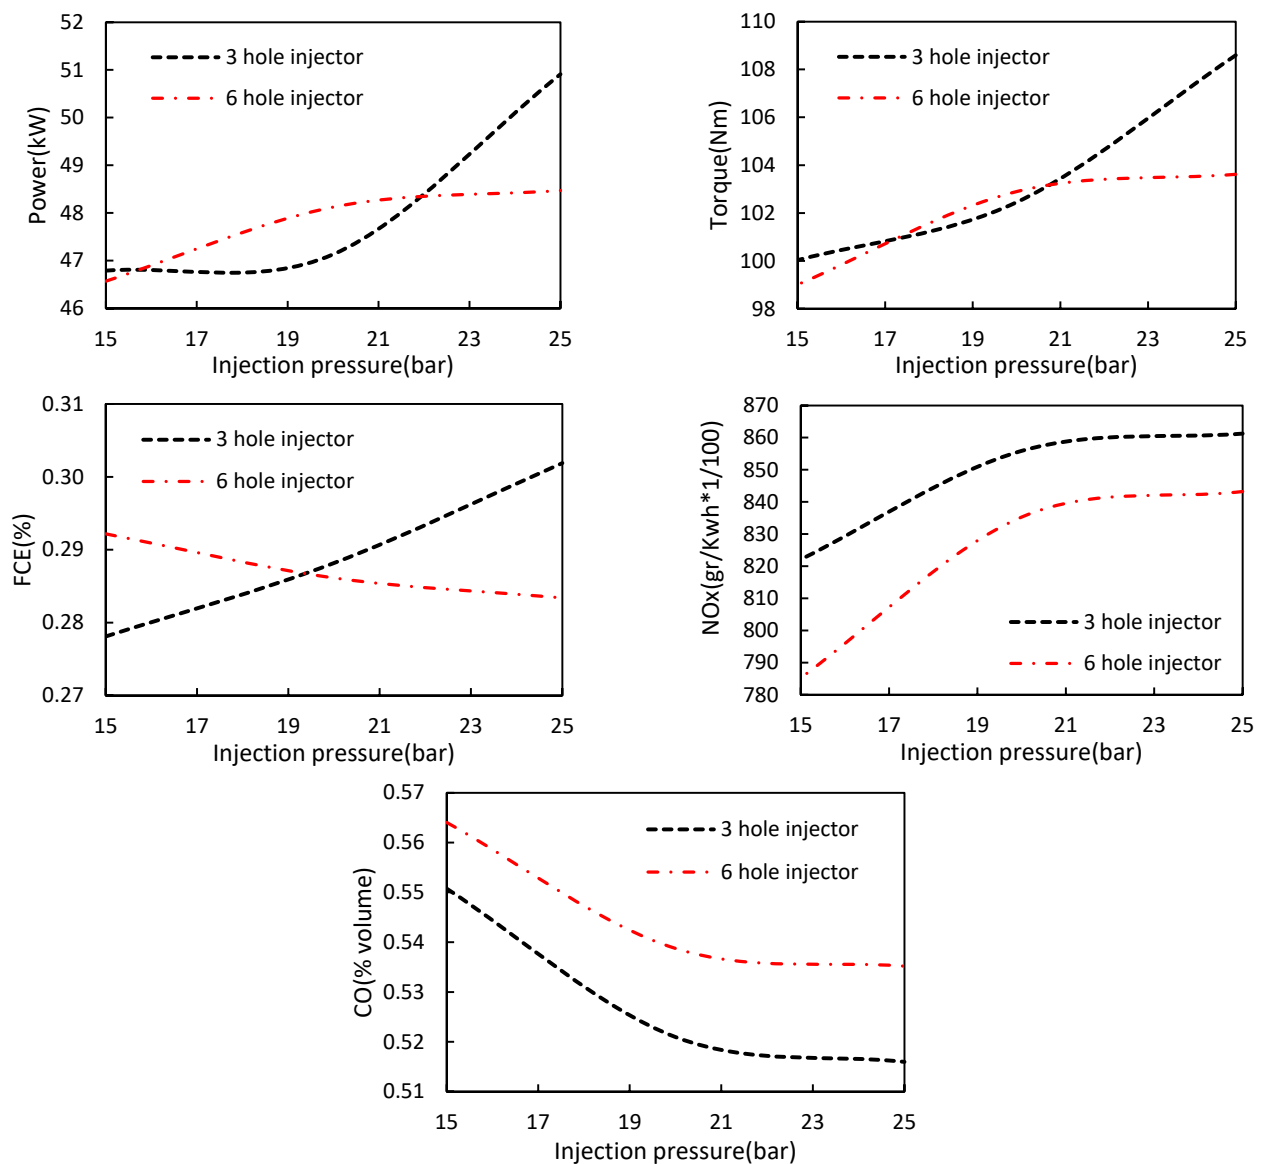 52
51
50
49
48
47
46
Power(kW)
3 hole injector
6 hole injector
15 17 19 21 23 25
Injection pressure(bar)
110
108
106
104
102
100
98
Torque(Nm)
3 hole injector
6 hole injector
15 17 19 21 23 25
Injection pressure(bar)
0.31
0.30
0.29
0.28
0.27
FCE(%)
3 hole injector
6 hole injector
15 17 19 21 23 25
Injection pressure(bar)
870
860
850
840
830
820
810
800
790
780
NOx(gr/Kwh*1/100)
3 hole injector
6 hole injector
15 17 19 21 23 25
Injection pressure(bar)
0.57
0.56
0.55
0.54
0.53
0.52
0.51
CO(% volume)
3 hole injector
6 hole injector
15 17 19 21 23 25
Injection pressure(bar)